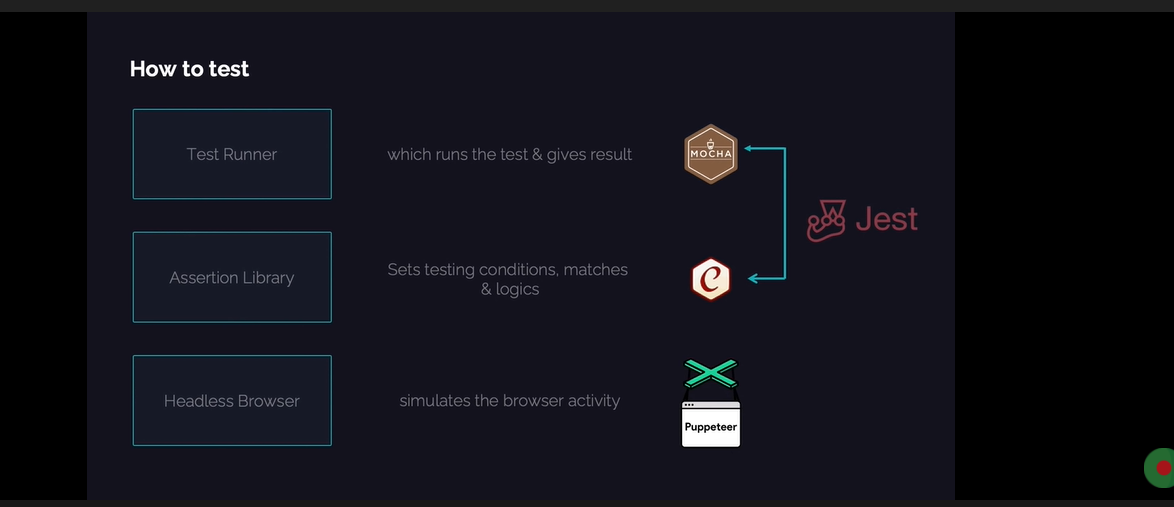 How to test
Test Runner
which runs the test & gives result
MOCHA
Jest
Assertion Library
Sets testing conditions, matches
& logics
C
Headless Browser
simulates the browser activity
Puppeteer